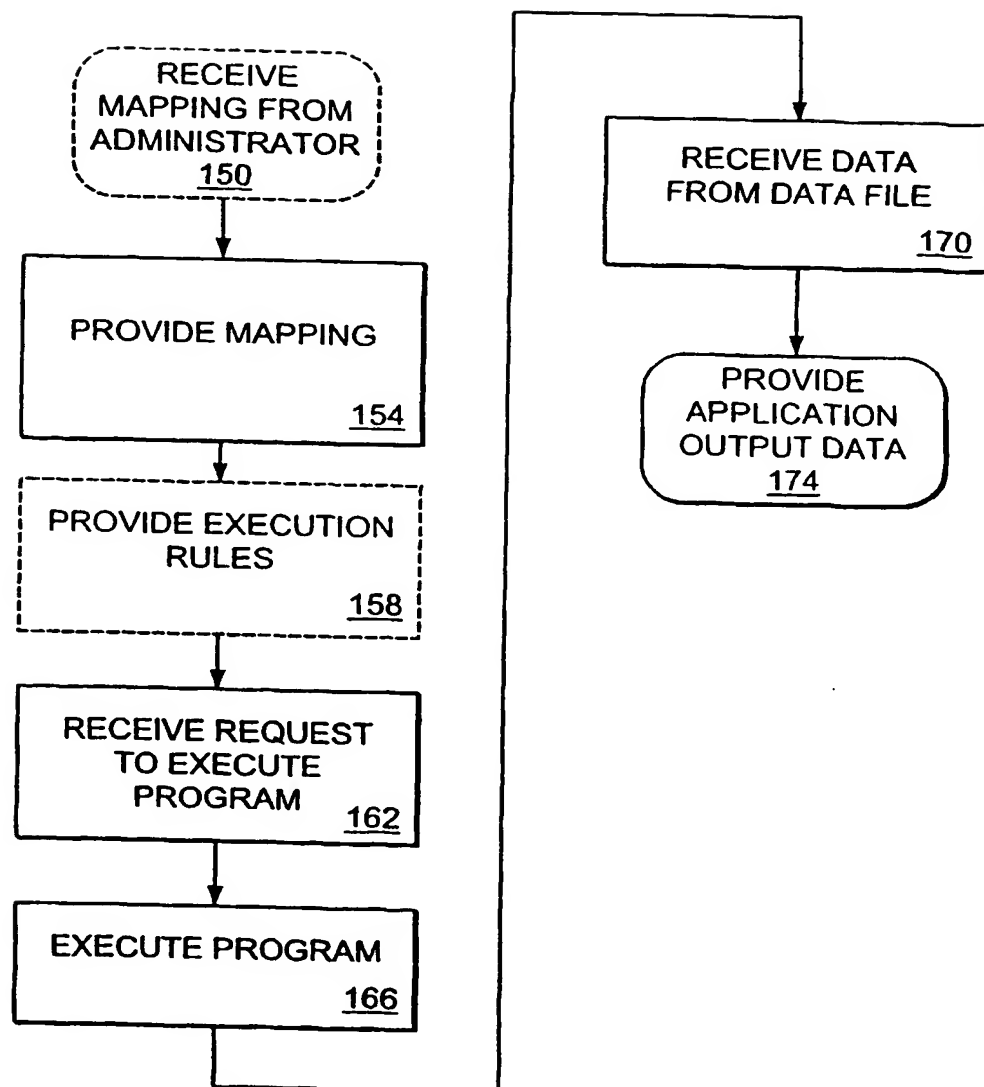 RECEIVE
MAPPING FROM
ADMINISTRATOR
150
PROVIDE MAPPING
154
PROVIDE EXECUTION
RULES
158
RECEIVE REQUEST
TO EXECUTE
PROGRAM
162
EXECUTE PROGRAM
166
RECEIVE DATA
FROM DATA FILE
170
PROVIDE
APPLICATION
OUTPUT DATA
174